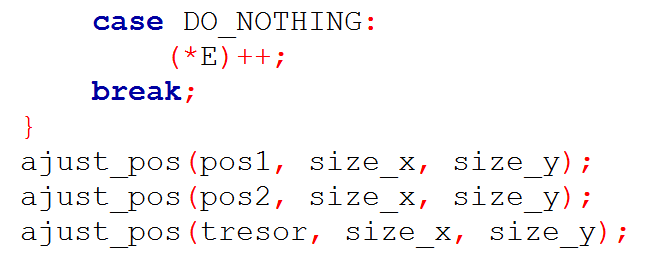 case DO_NOTHING:
(*E)++;
break;
}
ajust_pos(pos1, size_x, size_y);
ajust_pos(pos2, size_x, size_y);
ajust_pos(tresor, size_x, size_y);